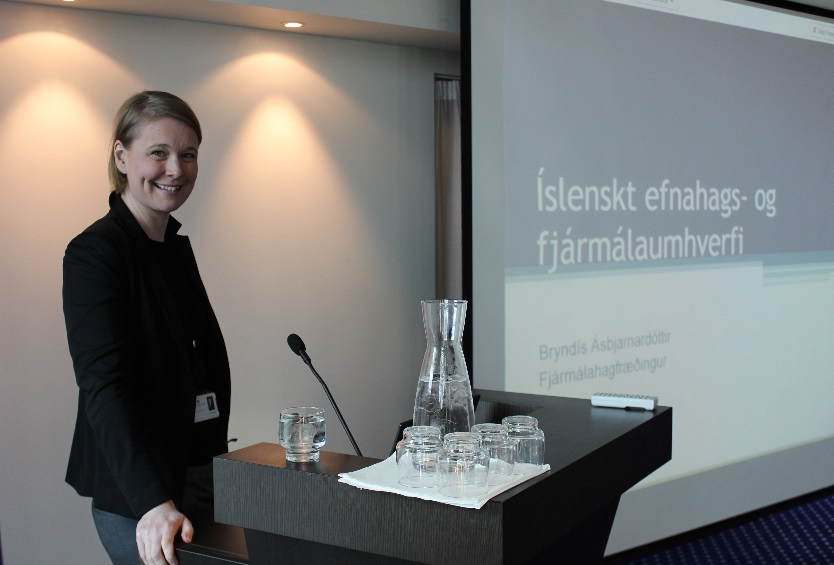 Íslenskt efnahags- og
fjármálaumhverfi
Bryndís Ásbjarnardóttir
Fjármálahagfræðingur